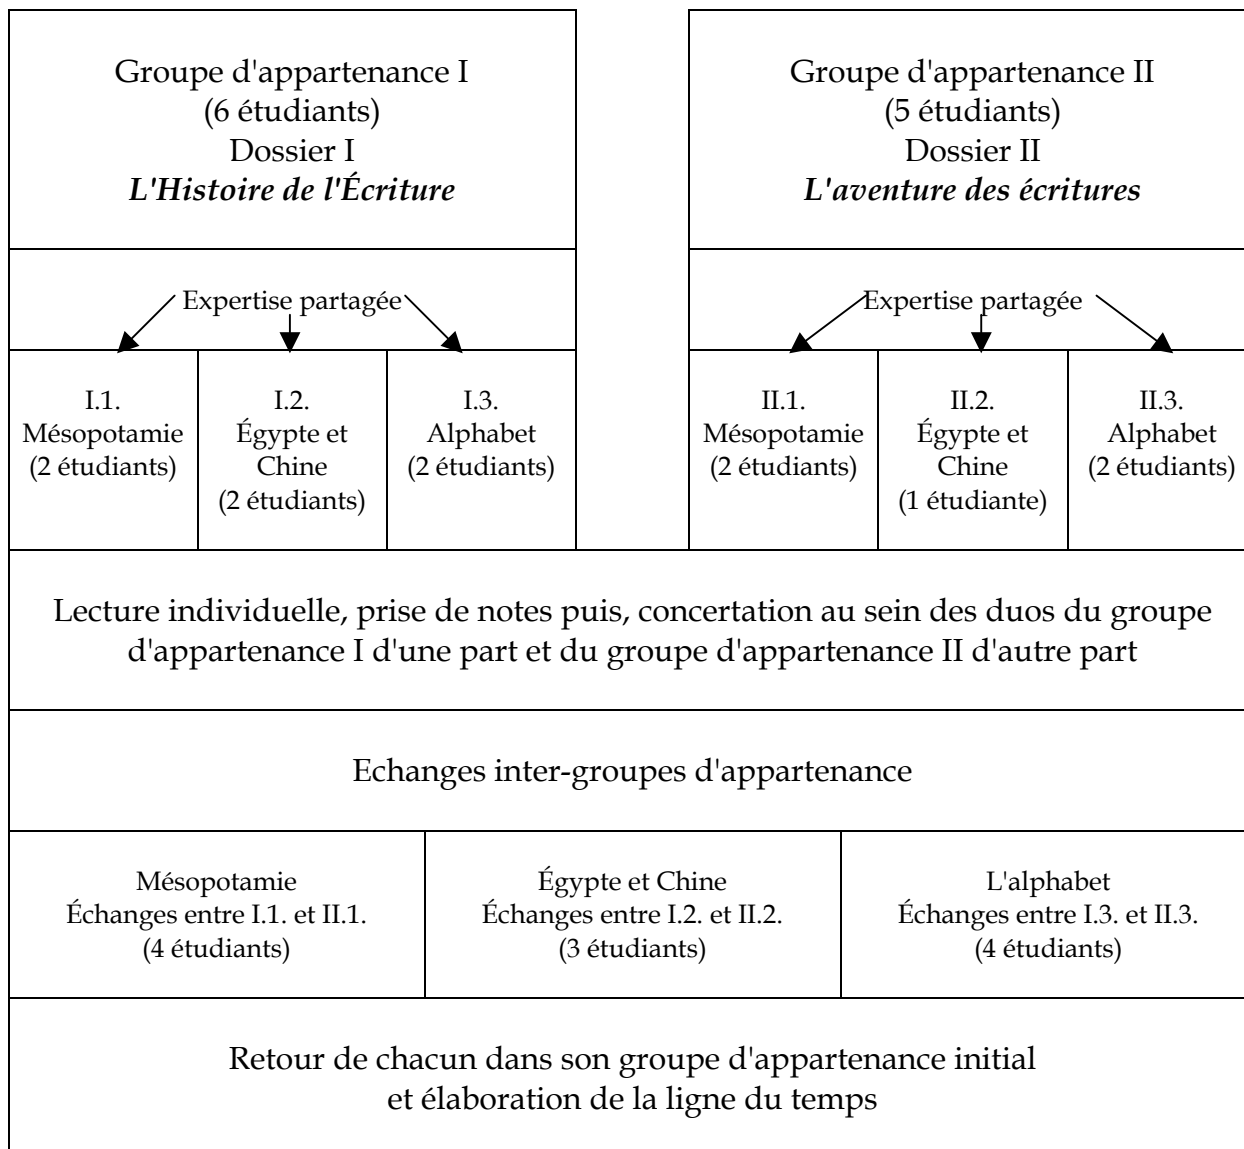 Groupe d'appartenance I
(6 étudiants)
Dossier I
L'Histoire de l'Écriture
Groupe d'appartenance II
(5 étudiants)
Dossier II
L'aventure des écritures
Expertise partagée
Expertise partagée
I.1.
Mésopotamie
(2 étudiants)
I.2.
Égypte et
Chine
(2 étudiants)
I.3.
Alphabet
(2 étudiants)
II.1.
Mésopotamie
(2 étudiants)
II.2.
Égypte et
Chine
(1 étudiante)
II.3.
Alphabet
(2 étudiants)
Lecture individuelle, prise de notes puis, concertation au sein des duos du groupe
d'appartenance I d'une part et du groupe d'appartenance II d'autre part
Echanges inter-groupes d'appartenance
Mésopotamie
Échanges entre I.1. et II.1.
(4 étudiants)
Égypte et Chine
Échanges entre I.2. et II.2.
(3 étudiants)
L'alphabet
Échanges entre I.3. et II.3.
(4 étudiants)
Retour de chacun dans son groupe d'appartenance initial
et élaboration de la ligne du temps